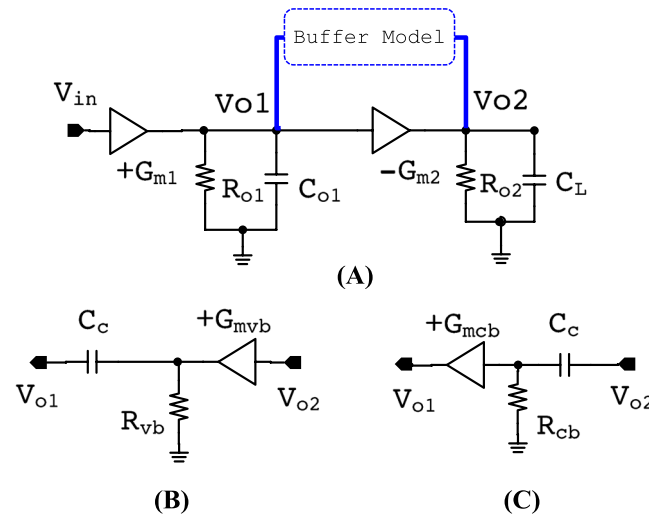 Buffer Model
Vin
Vo1
Vo2
+Gm1
Ro1
Co1
−Gm2
Ro2
CL
(A)
Cc
+Gmvb
Vo1
Vo2
Rvb
(B)
+Gmcb
Cc
Vo1
Vo2
Rcb
(C)